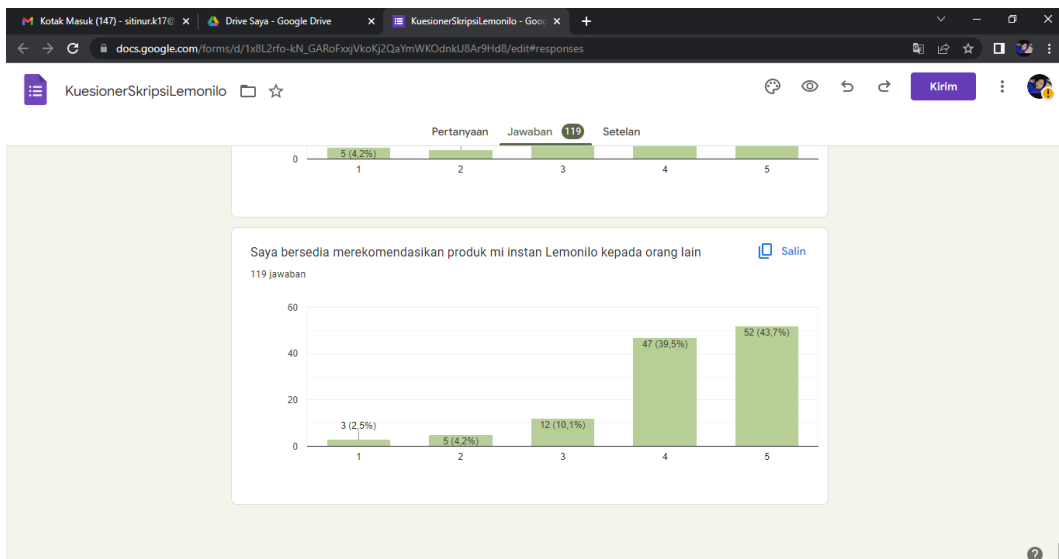 Kotak Masuk (147) - sitinur.k17@
Drive Saya - Google Drive
KuesionerSkripsiLemonilo - Goog
docs.google.com/forms/d/1x8L2rfo-kN_GARoFxxjVkoKj2QaYmWKOdnkU8Ar9Hd8/edit#responses
KuesionerSkripsiLemonilo
Kirim
Pertanyaan Jawaban 119 Setelan
0 5 (4,2%)
1 2 3 4 5
Saya bersedia merekomendasikan produk mi instan Lemonilo kepada orang lain
Salin
119 jawaban
60
52 (43,7%)
47 (39,5%)
40
20
3 (2,5%) 12 (10,1%)
5 (4,2%)
0
1 2 3 4 5